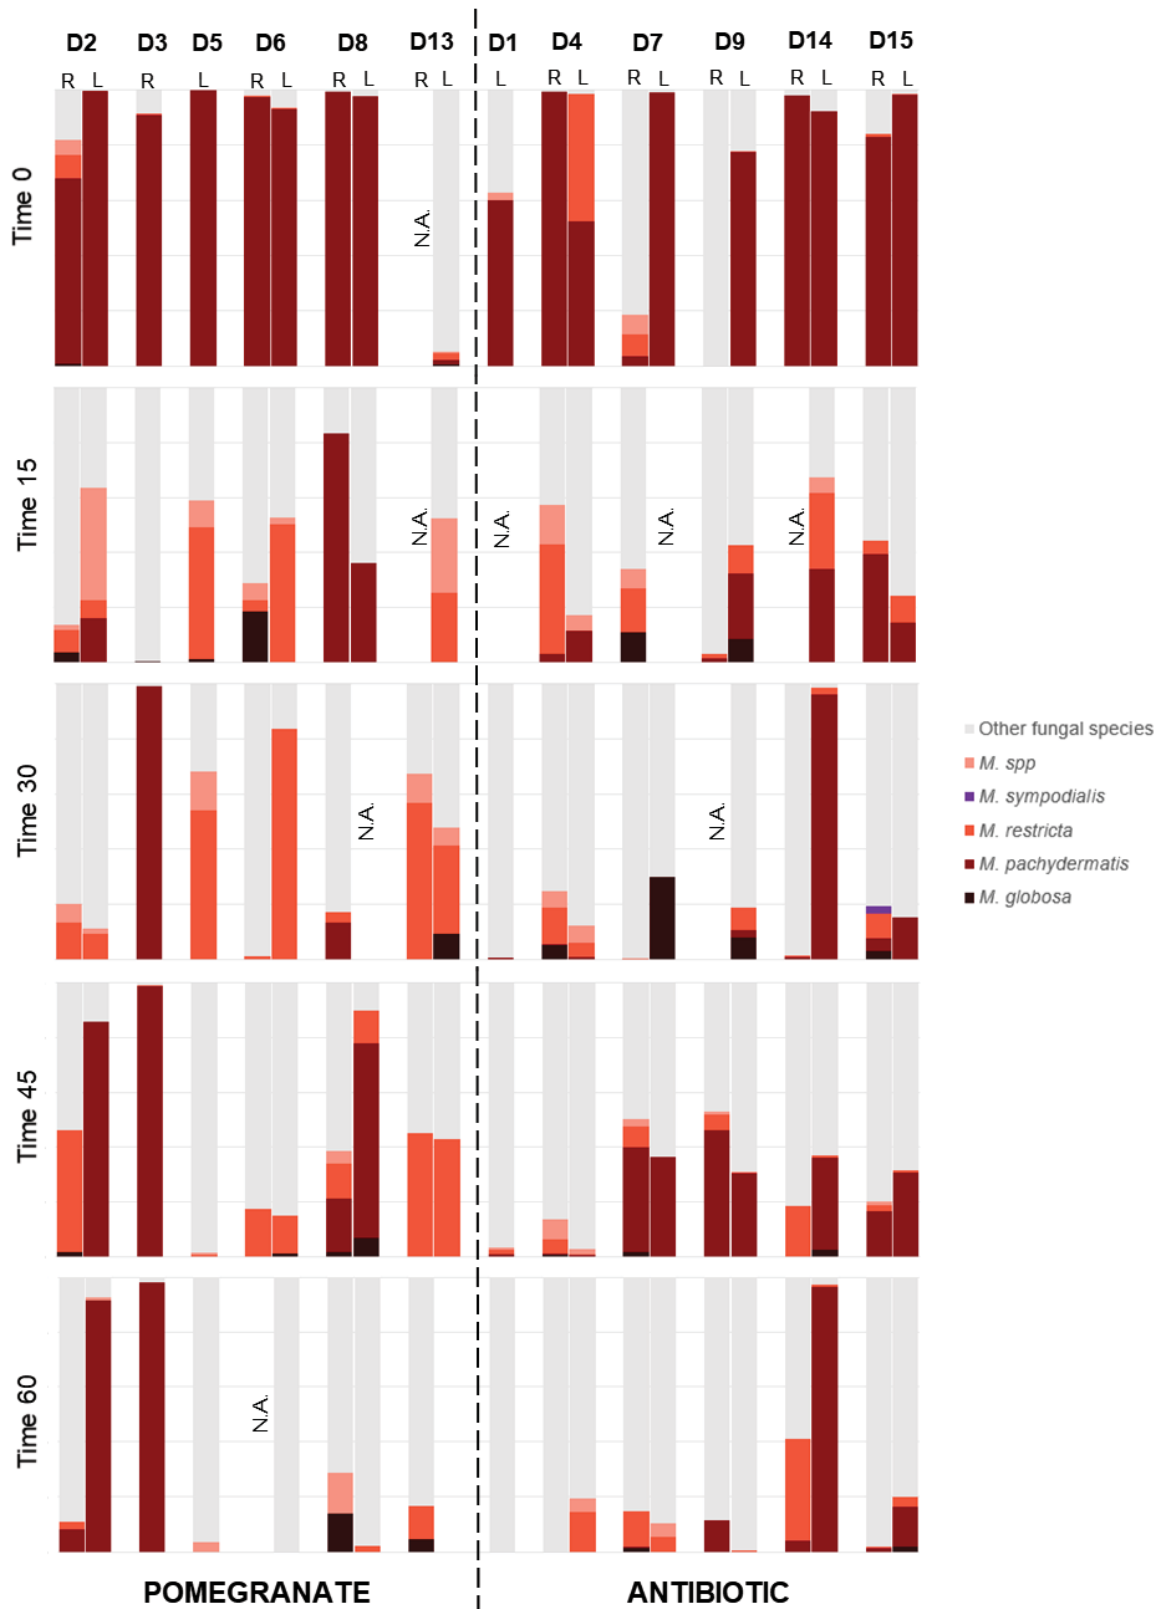 D2 D3 D5 D6 D8 D13 D1 D4 D7 D9 D14 D15
R L R L R L R L R L L R L R L R L R L R L
Time 0
N.A.
Time 15
N.A. N.A. N.A. N.A.
Time 30
N.A. N.A.
Time 45
Time 60
N.A.
Other fungal species
M. spp
M. sympodialis
M. restricta
M. pachydermatis
M. globosa
POMEGRANATE ANTIBIOTIC